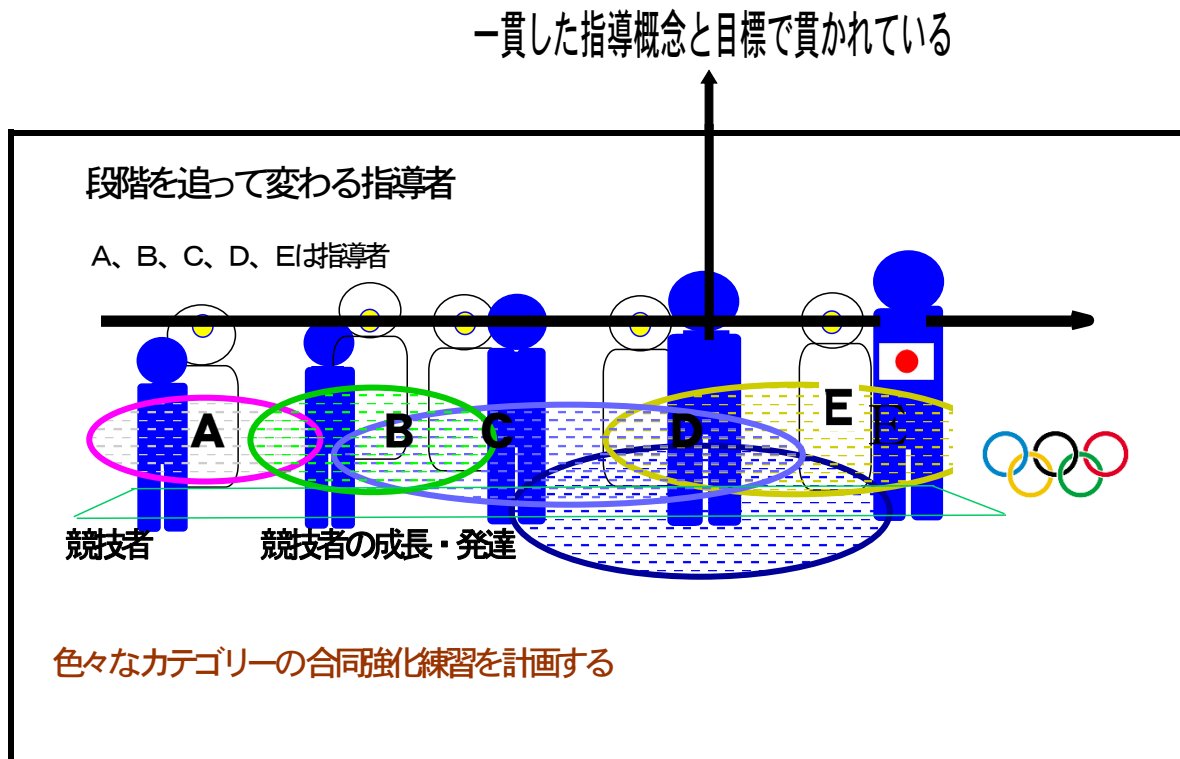 一貫した指導概念と目標で貫かれている
段階を追って変わる指導者
A、B、C、D、Eは指導者
A
B
C
D
E
E
競技者
競技者の成長・発達
色々なカテゴリーの合同強化練習を計画する